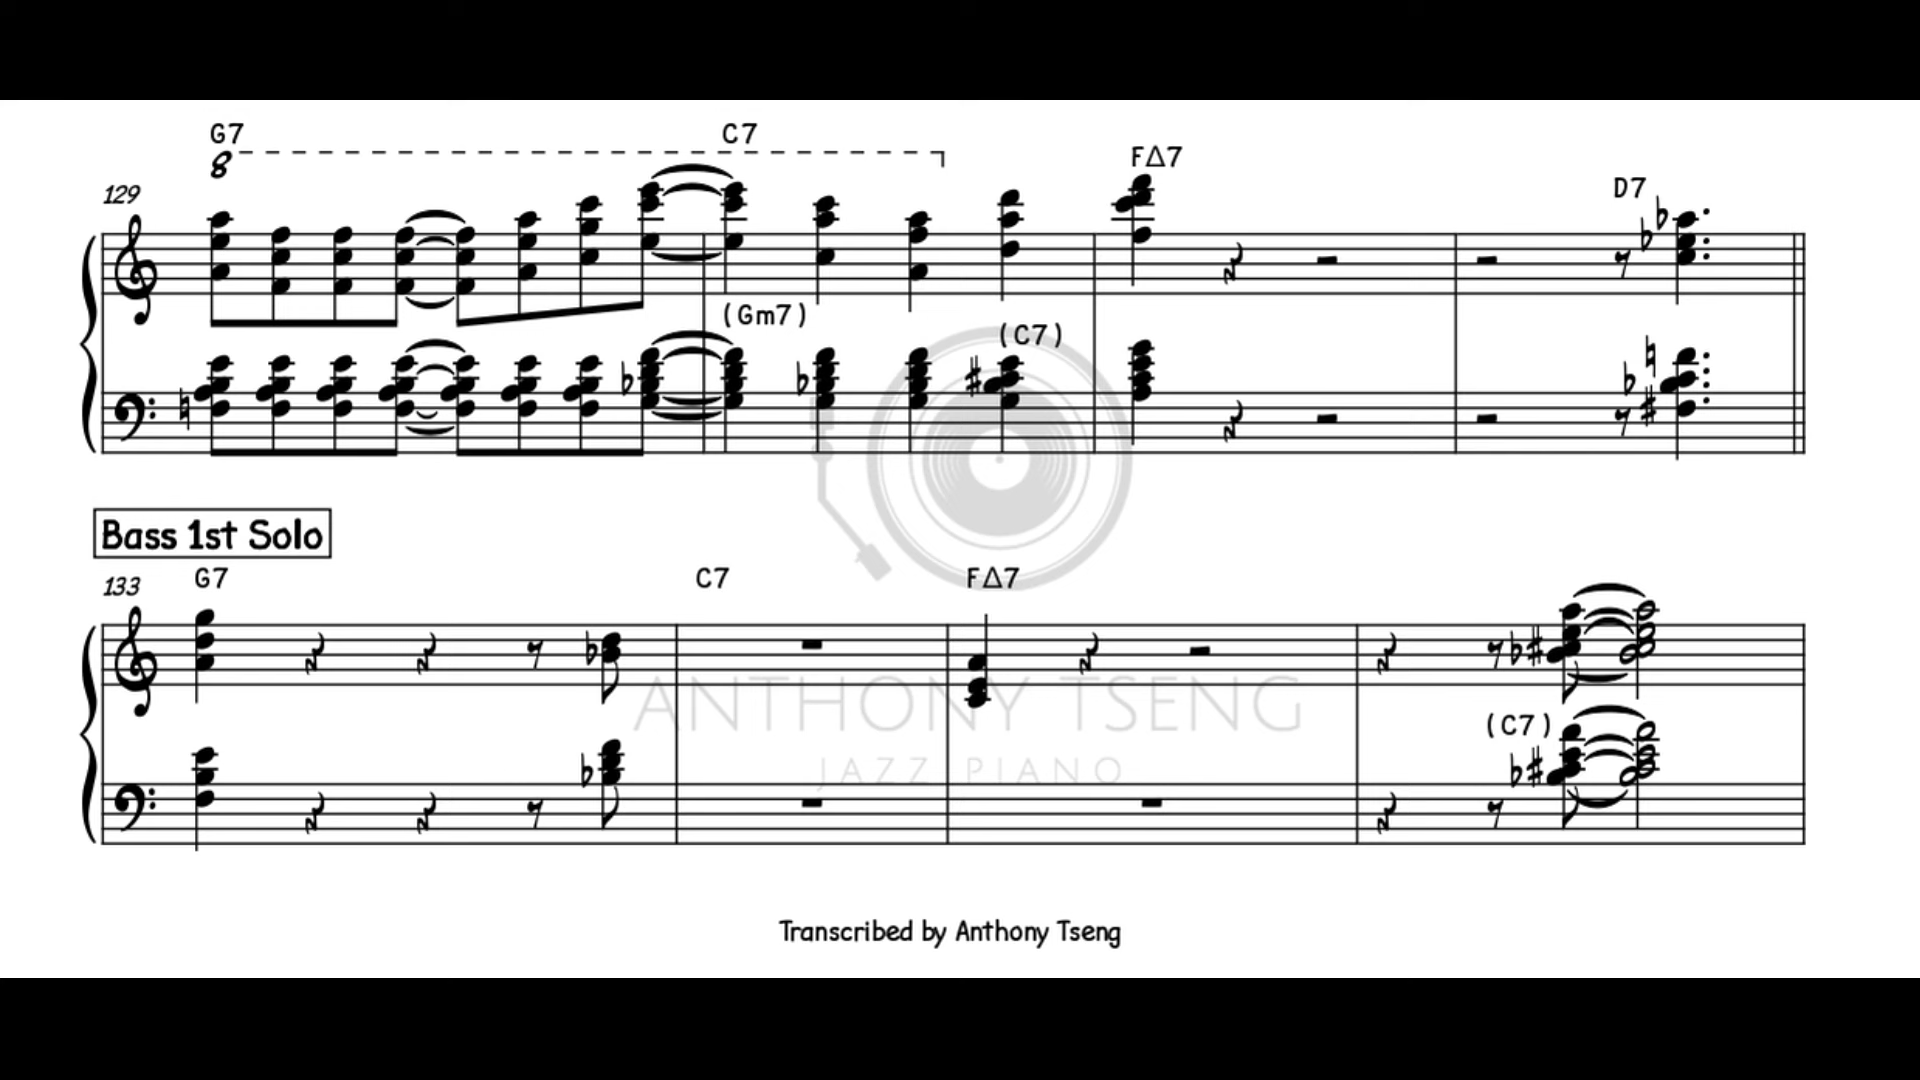 G7 C7
8
129
FΔ7
D7
(Gm7)
(C7)
Bass 1st Solo
133 G7 C7 FΔ7
ANTHONY TSENG
(C7)
JAZZ PIANO
Transcribed by Anthony Tseng